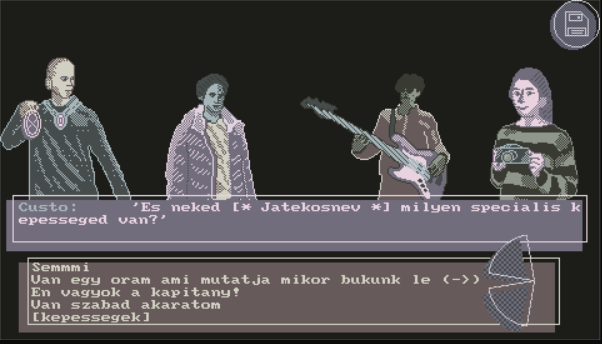 Custo: 'Es neked [* Jatekosnev *] milyen specialis k
epesseged van?'
Semmmi
Van egy oram ami mutatja mikor bukunk le (->))
En vagyok a kapitany!
Van szabad akaratom
[kepessegek]